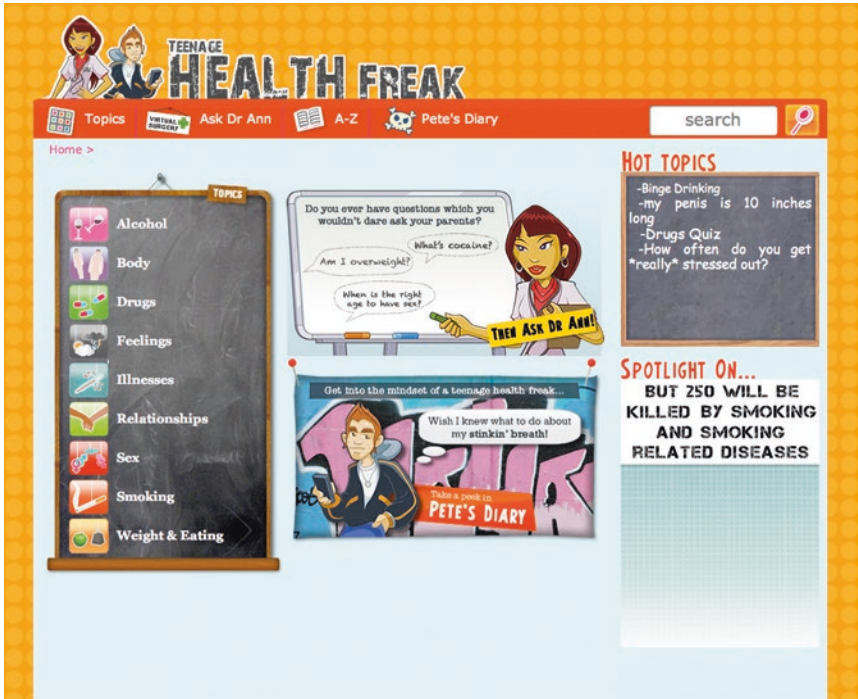 TEENAGE
HEALTH FREAK
Topics
VIRTUAL
SURGERY
Ask Dr Ann
A-Z
Pete's Diary
search
Home >
TOPICS
Alcohol
Body
Drugs
Feelings
Illnesses
Relationships
Sex
Smoking
Weight & Eating
Do you ever have questions which you
wouldn't dare ask your parents?
What's cocaine?
Am I overweight?
When is the right
age to have sex?
THEN ASK DR ANN!
Get into the mindset of a teenage health freak...
Wish I knew what to do about
my stinkin' breath!
Take a peek in
PETE'S DIARY
HOT TOPICS
-Binge Drinking
-my penis is 10 inches
long
-Drugs Quiz
-How often do you get
*really* stressed out?
SPOTLIGHT ON...
BUT 250 WILL BE
KILLED BY SMOKING
AND SMOKING
RELATED DISEASES